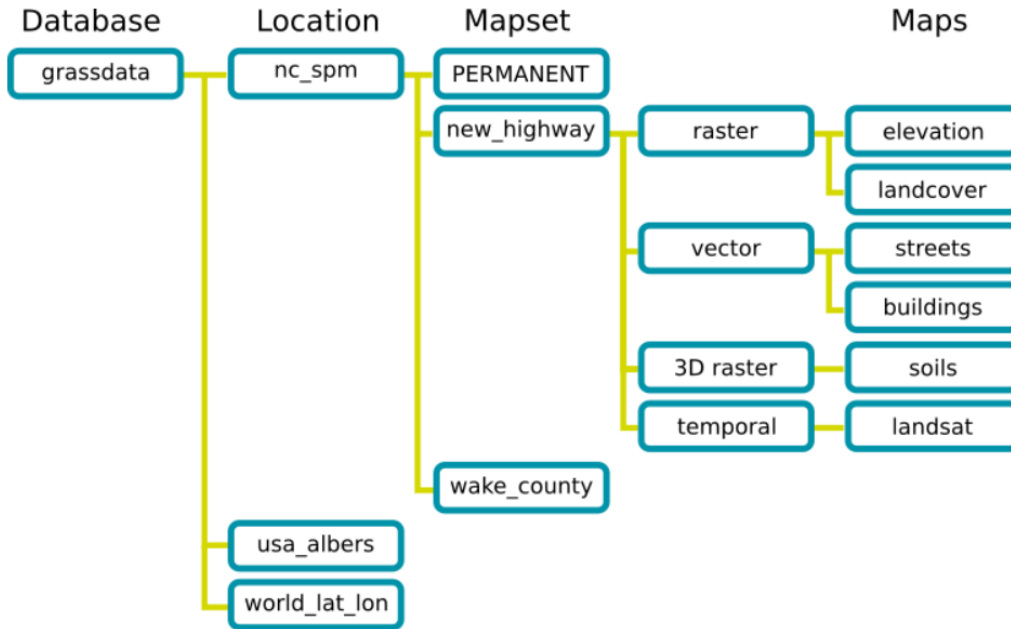 Database Location Mapset Maps
grassdata nc_spm PERMANENT
new_highway raster elevation
landcover
vector streets
buildings
3D raster soils
temporal landsat
wake_county
usa_albers
world_lat_lon